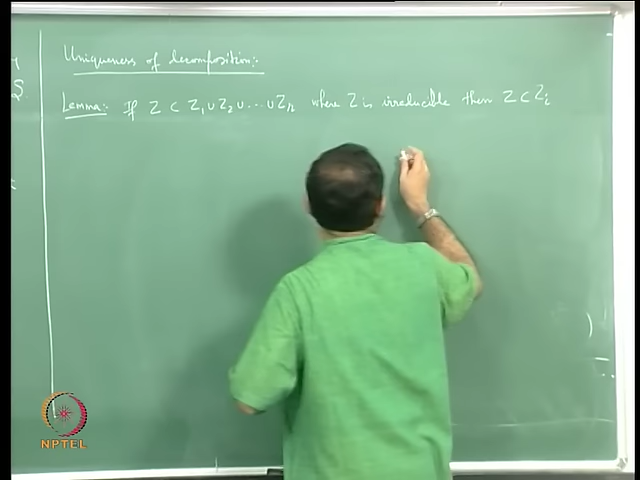 Uniqueness of decomposition:-
Lemma:- If Z ⊂ Z₁ ∪ Z₂ ∪ ... ∪ Zₙ where Z is irreducible then Z ⊂ Zᵢ
NPTEL